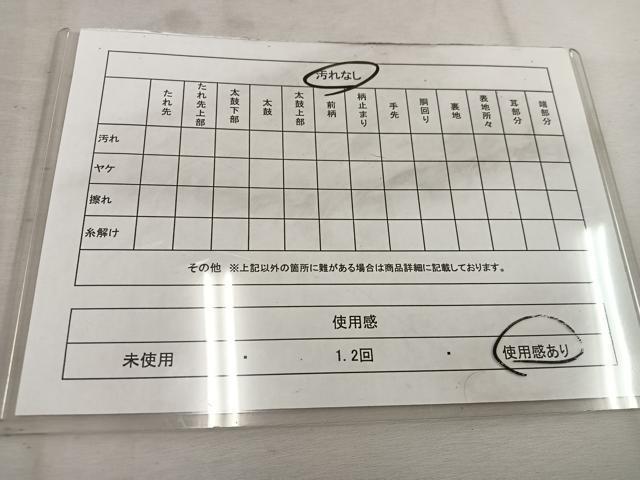 汚れなし
たれ先 たれ先上部 太鼓下部 太鼓 太鼓上部 前柄 柄止まり 手先 胴回り 裏地 表地所々 耳部分 端部分
汚れ
ヤケ
擦れ
糸解け
その他 ※上記以外の箇所に難がある場合は商品詳細に記載しております。
使用感
未使用 ・ 1.2回 ・ 使用感あり